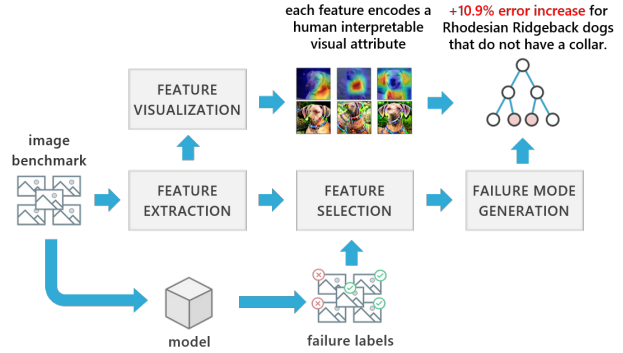 each feature encodes a
human interpretable
visual attribute
+10.9% error increase for
Rhodesian Ridgeback dogs
that do not have a collar.
FEATURE
VISUALIZATION
image
benchmark
FEATURE
EXTRACTION
FEATURE
SELECTION
FAILURE MODE
GENERATION
model
failure labels